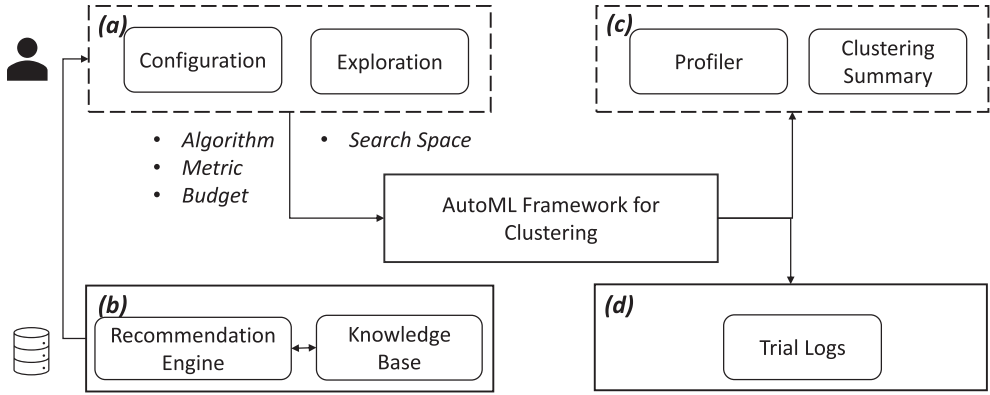 (a)
Configuration
Exploration
• Algorithm
• Metric
• Budget
• Search Space
AutoML Framework for
Clustering
(b)
Recommendation
Engine
Knowledge
Base
(c)
Profiler
Clustering
Summary
(d)
Trial Logs